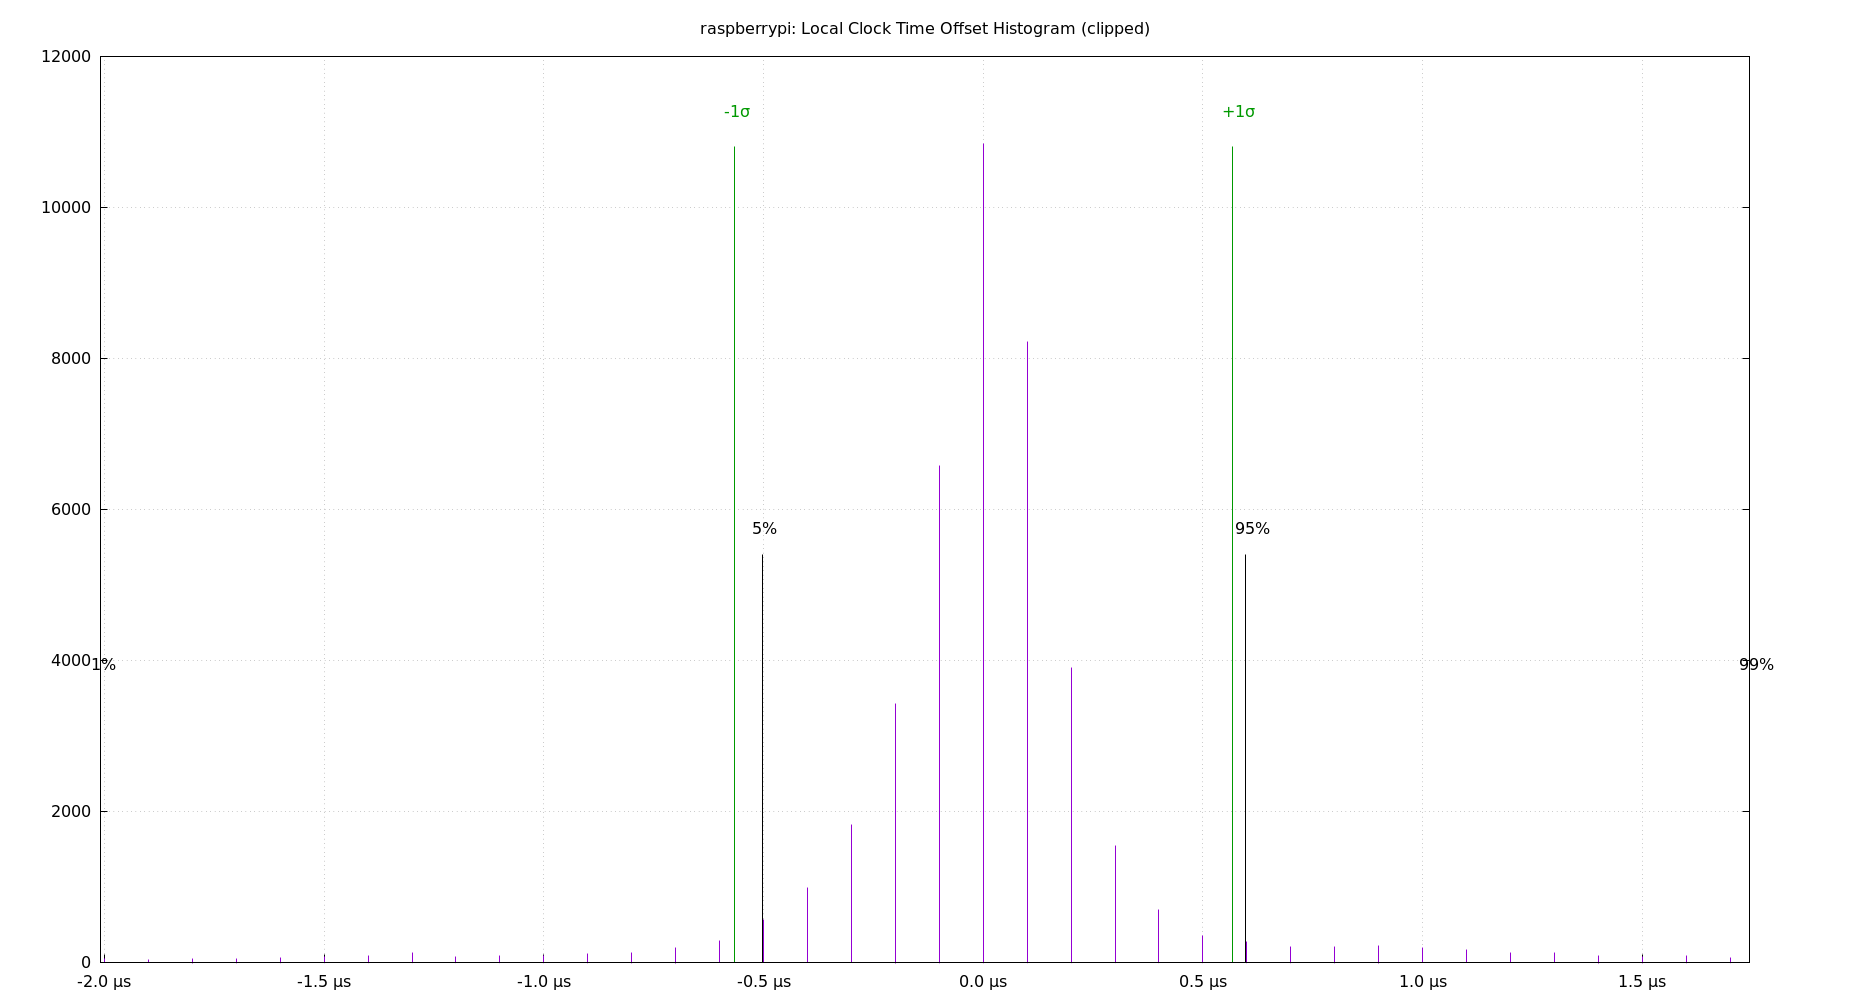 raspberrypi: Local Clock Time Offset Histogram (clipped)
12000
-1σ +1σ
10000
8000
6000
5% 95%
4000 1% 99%
2000
0
-2.0 µs -1.5 µs -1.0 µs -0.5 µs 0.0 µs 0.5 µs 1.0 µs 1.5 µs